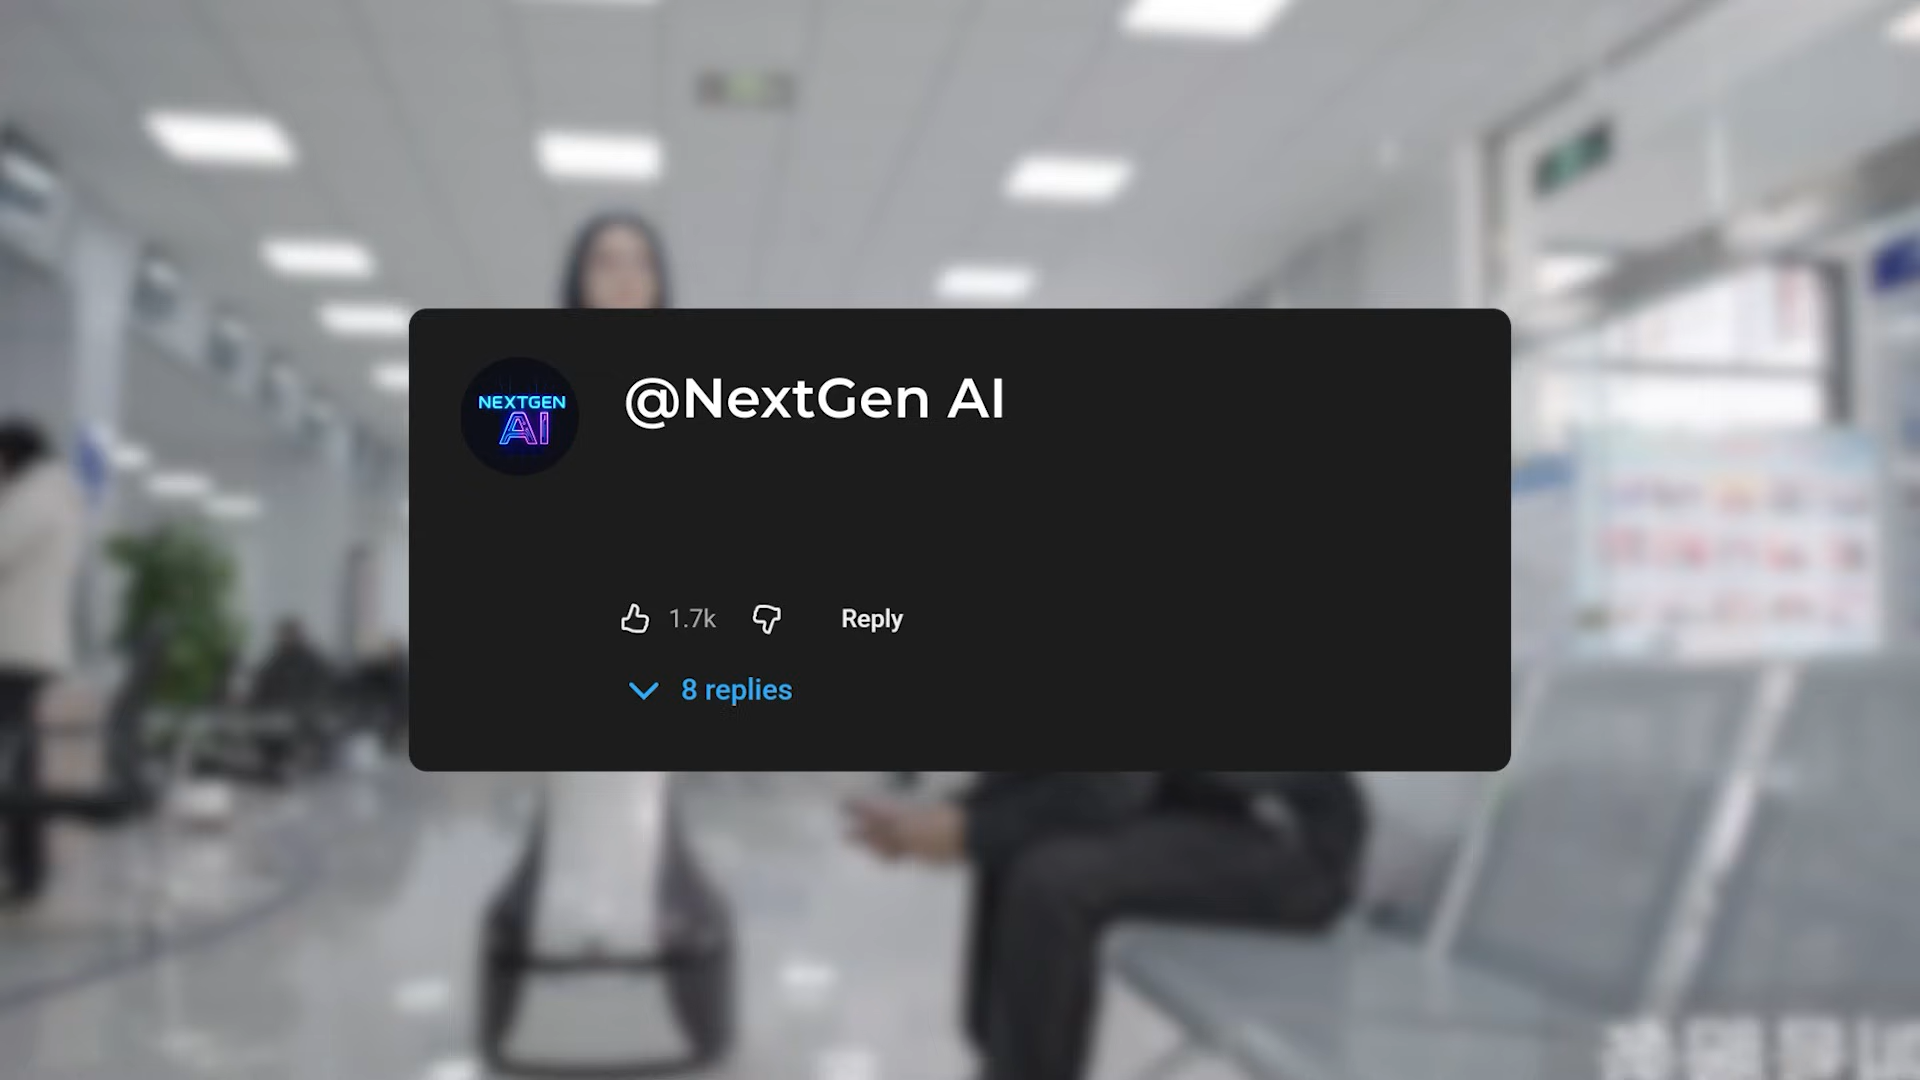 NEXTGEN
AI
@NextGen AI
1.7k
Reply
8 replies